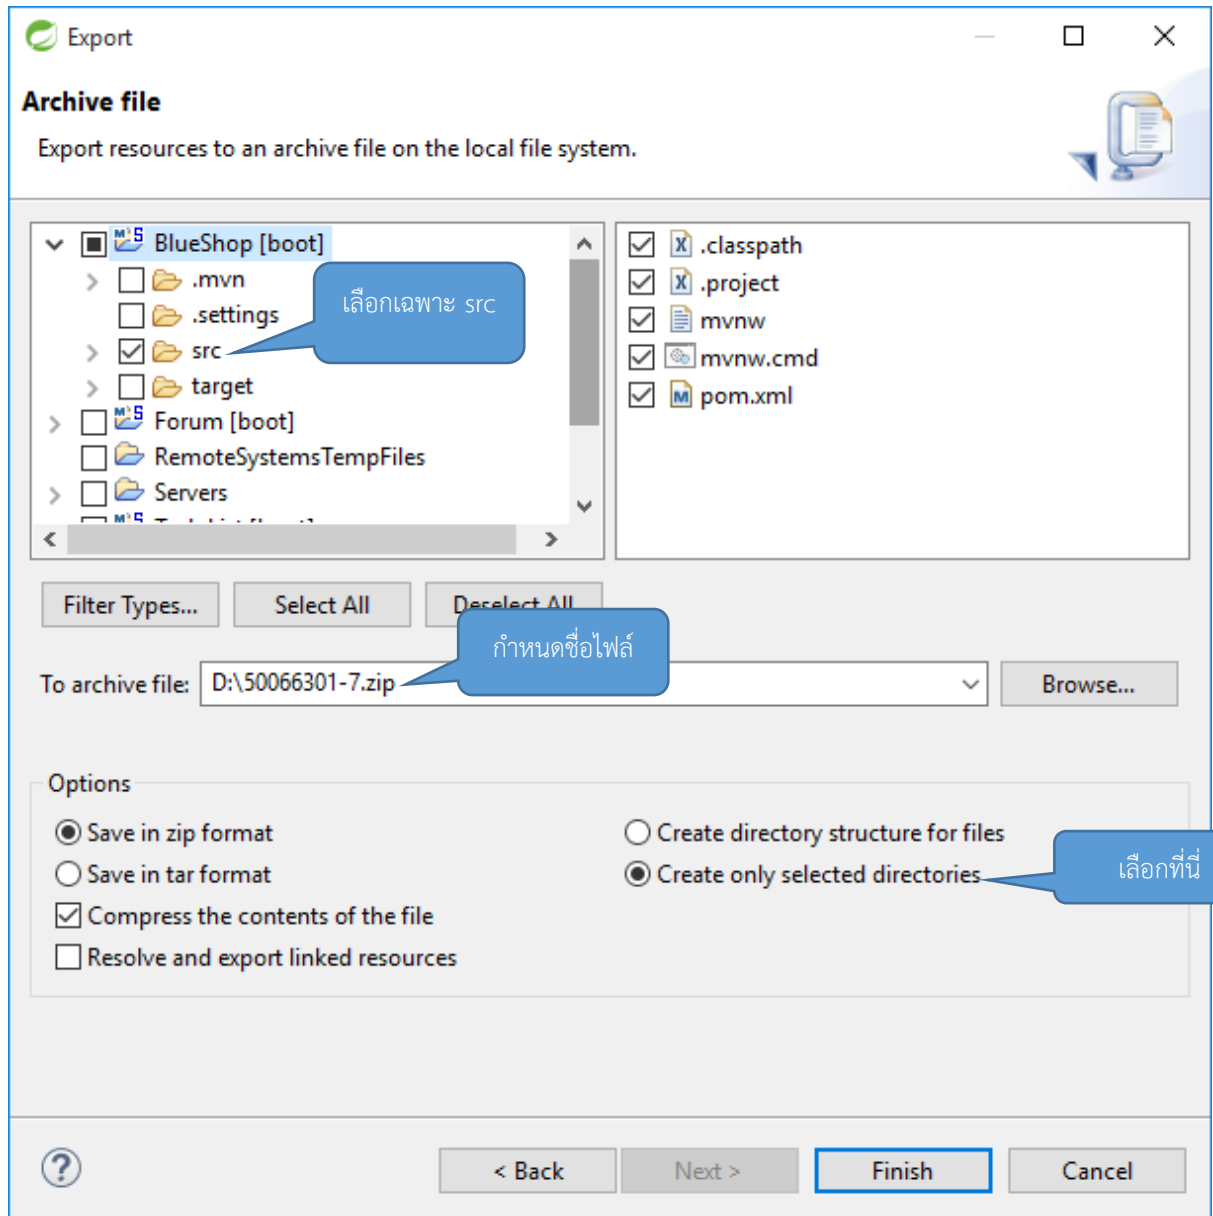 Export
Archive file
Export resources to an archive file on the local file system.
BlueShop [boot]
.mvn
.settings
src
target
Forum [boot]
RemoteSystemsTempFiles
Servers
เลือกเฉพาะ src
.classpath
.project
mvnw
mvnw.cmd
pom.xml
Filter Types...
Select All
Deselect All
กำหนดชื่อไฟล์
To archive file:
D:\50066301-7.zip
Browse...
Options
Save in zip format
Create directory structure for files
Save in tar format
Create only selected directories
เลือกที่นี่
Compress the contents of the file
Resolve and export linked resources
< Back
Next >
Finish
Cancel